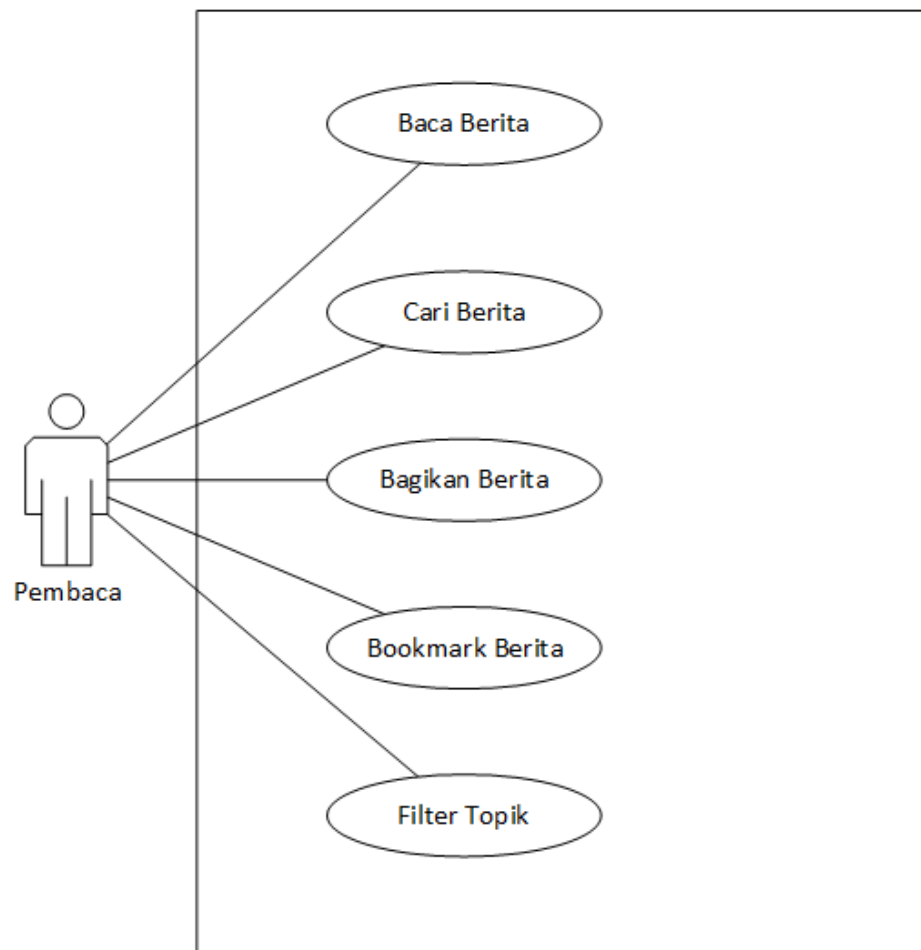 Baca Berita
Cari Berita
Bagikan Berita
Pembaca
Bookmark Berita
Filter Topik